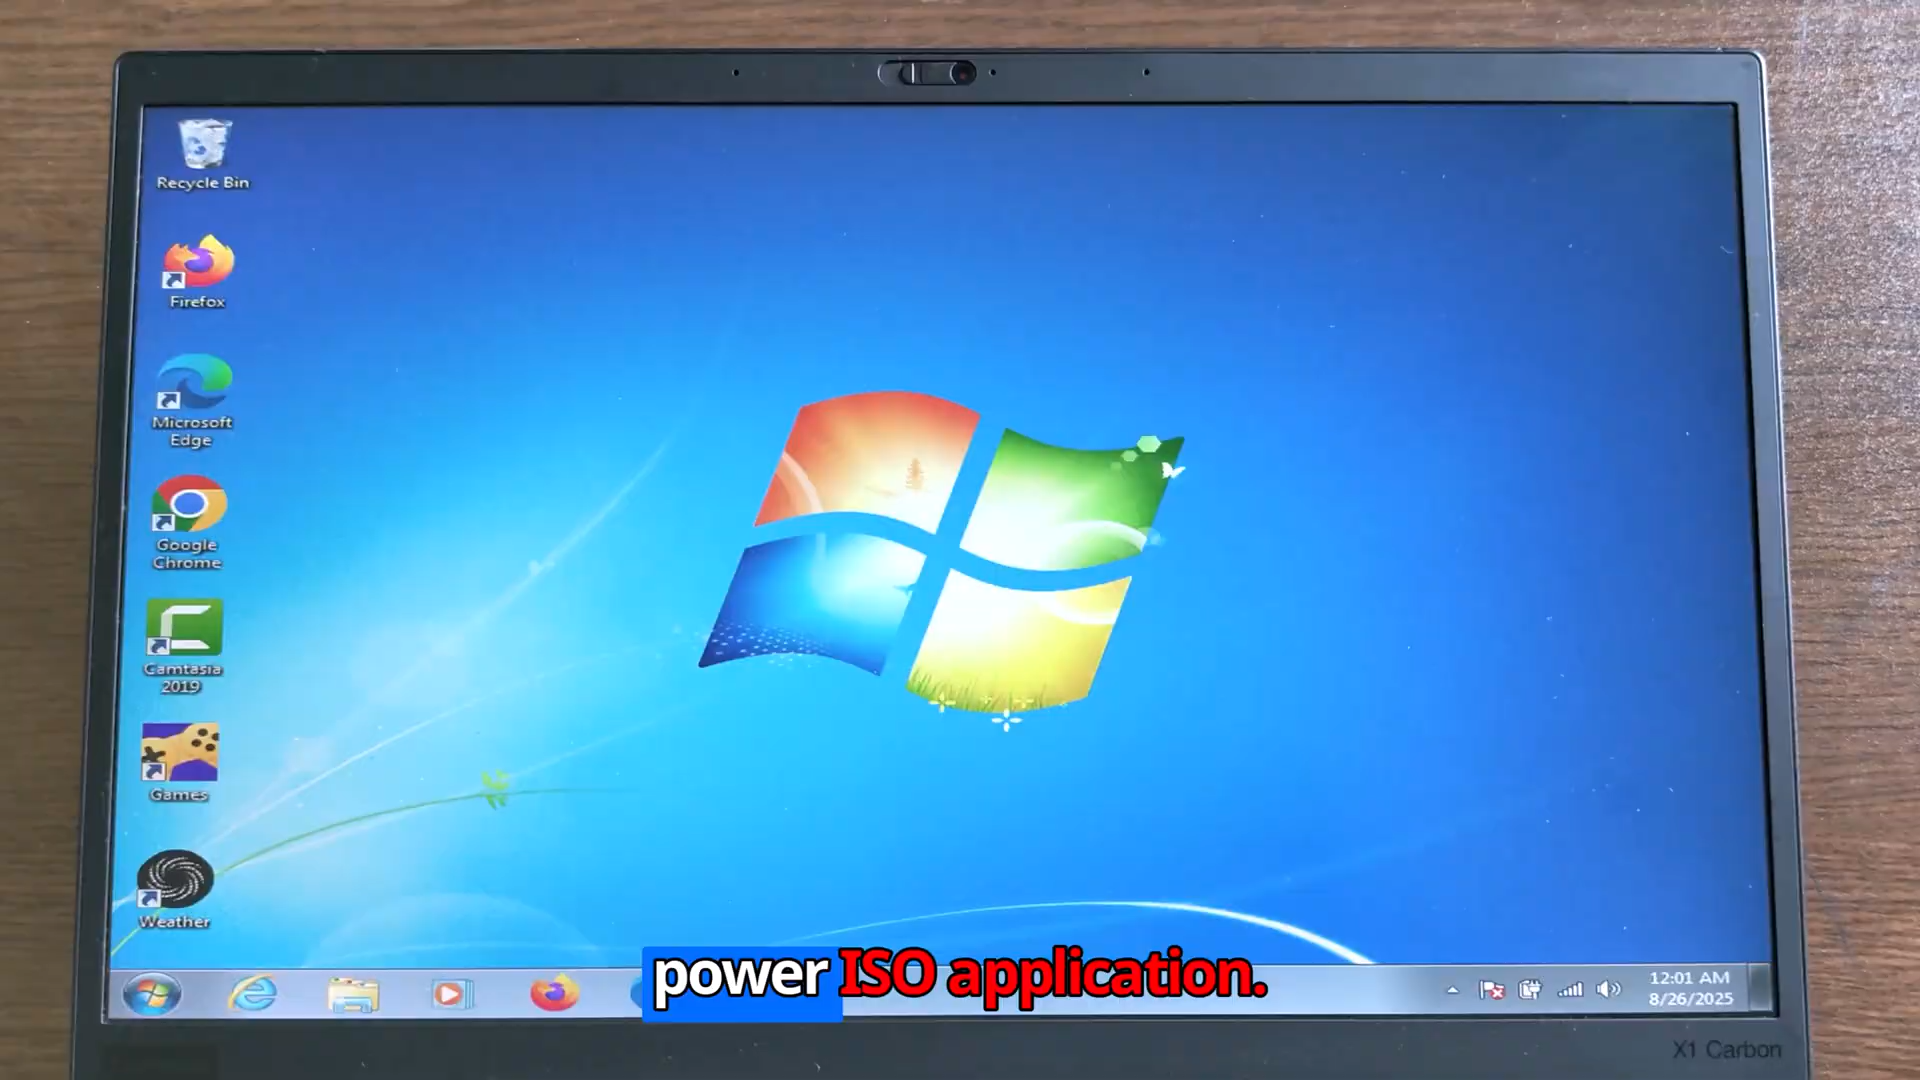 Recycle Bin
Firefox
Microsoft
Edge
Google
Chrome
Camtasia
2019
Games
Weather
power ISO application.
12:01 AM
8/26/2025
X1 Carbon